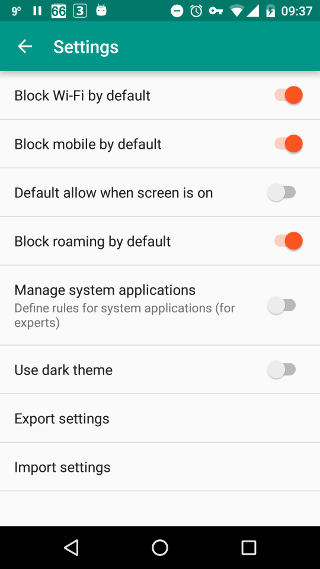 9° 66 3 09:37
Settings
Block Wi-Fi by default
Block mobile by default
Default allow when screen is on
Block roaming by default
Manage system applications
Define rules for system applications (for
experts)
Use dark theme
Export settings
Import settings